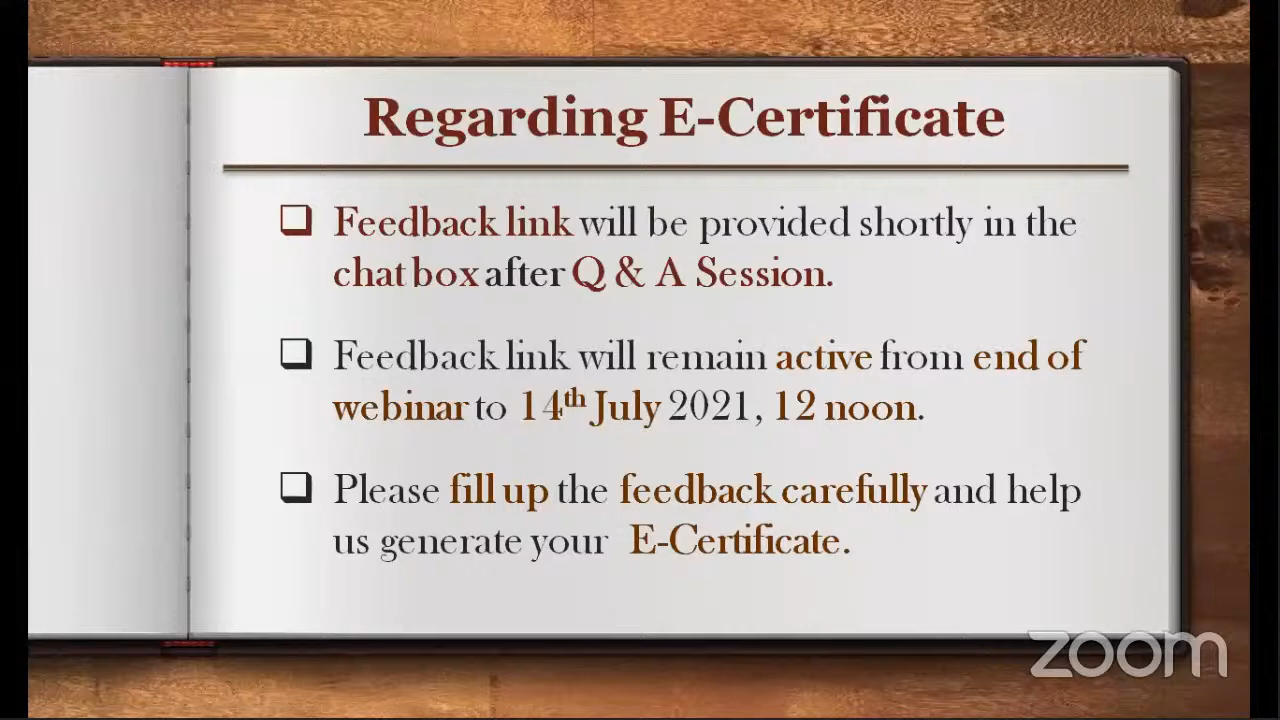 Regarding E-Certificate
❑ Feedback link will be provided shortly in the
chat box after Q & A Session.
❑ Feedback link will remain active from end of
webinar to 14th July 2021, 12 noon.
❑ Please fill up the feedback carefully and help
us generate your E-Certificate.
zoom